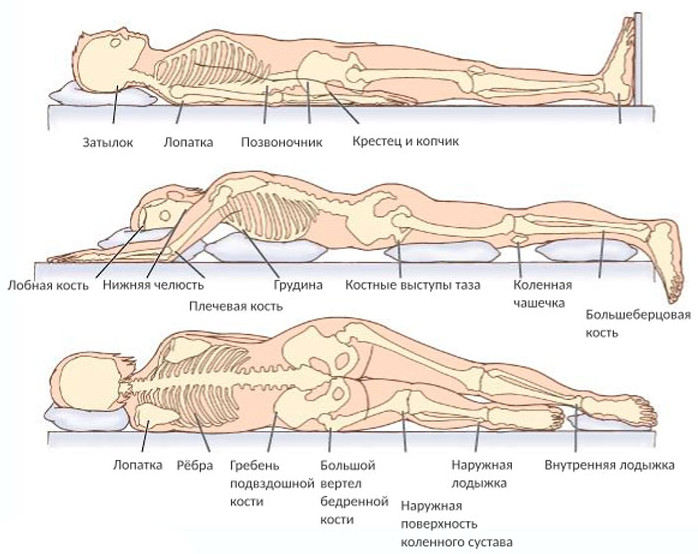 Затылок
Лопатка
Позвоночник
Крестец и копчик
Лобная кость
Нижняя челюсть
Плечевая кость
Грудина
Костные выступы таза
Коленная
чашечка
Большеберцовая
кость
Лопатка
Рёбра
Гребень
подвздошной
кости
Большой
вертел
бедренной
кости
Наружная
поверхность
коленного сустава
Наружная
лодыжка
Внутренняя лодыжка